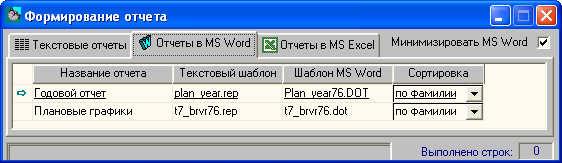 Формирование отчета
Текстовые отчеты Отчеты в MS Word Отчеты в MS Excel Минимизировать MS Word
Название отчета Текстовый шаблон Шаблон MS Word Сортировка
Годовой отчет plan_year.rep Plan_year76.DOT по фамилии
Плановые графики t7_brvr76.rep t7_brvr76.dot по фамилии
Выполнено строк: 0